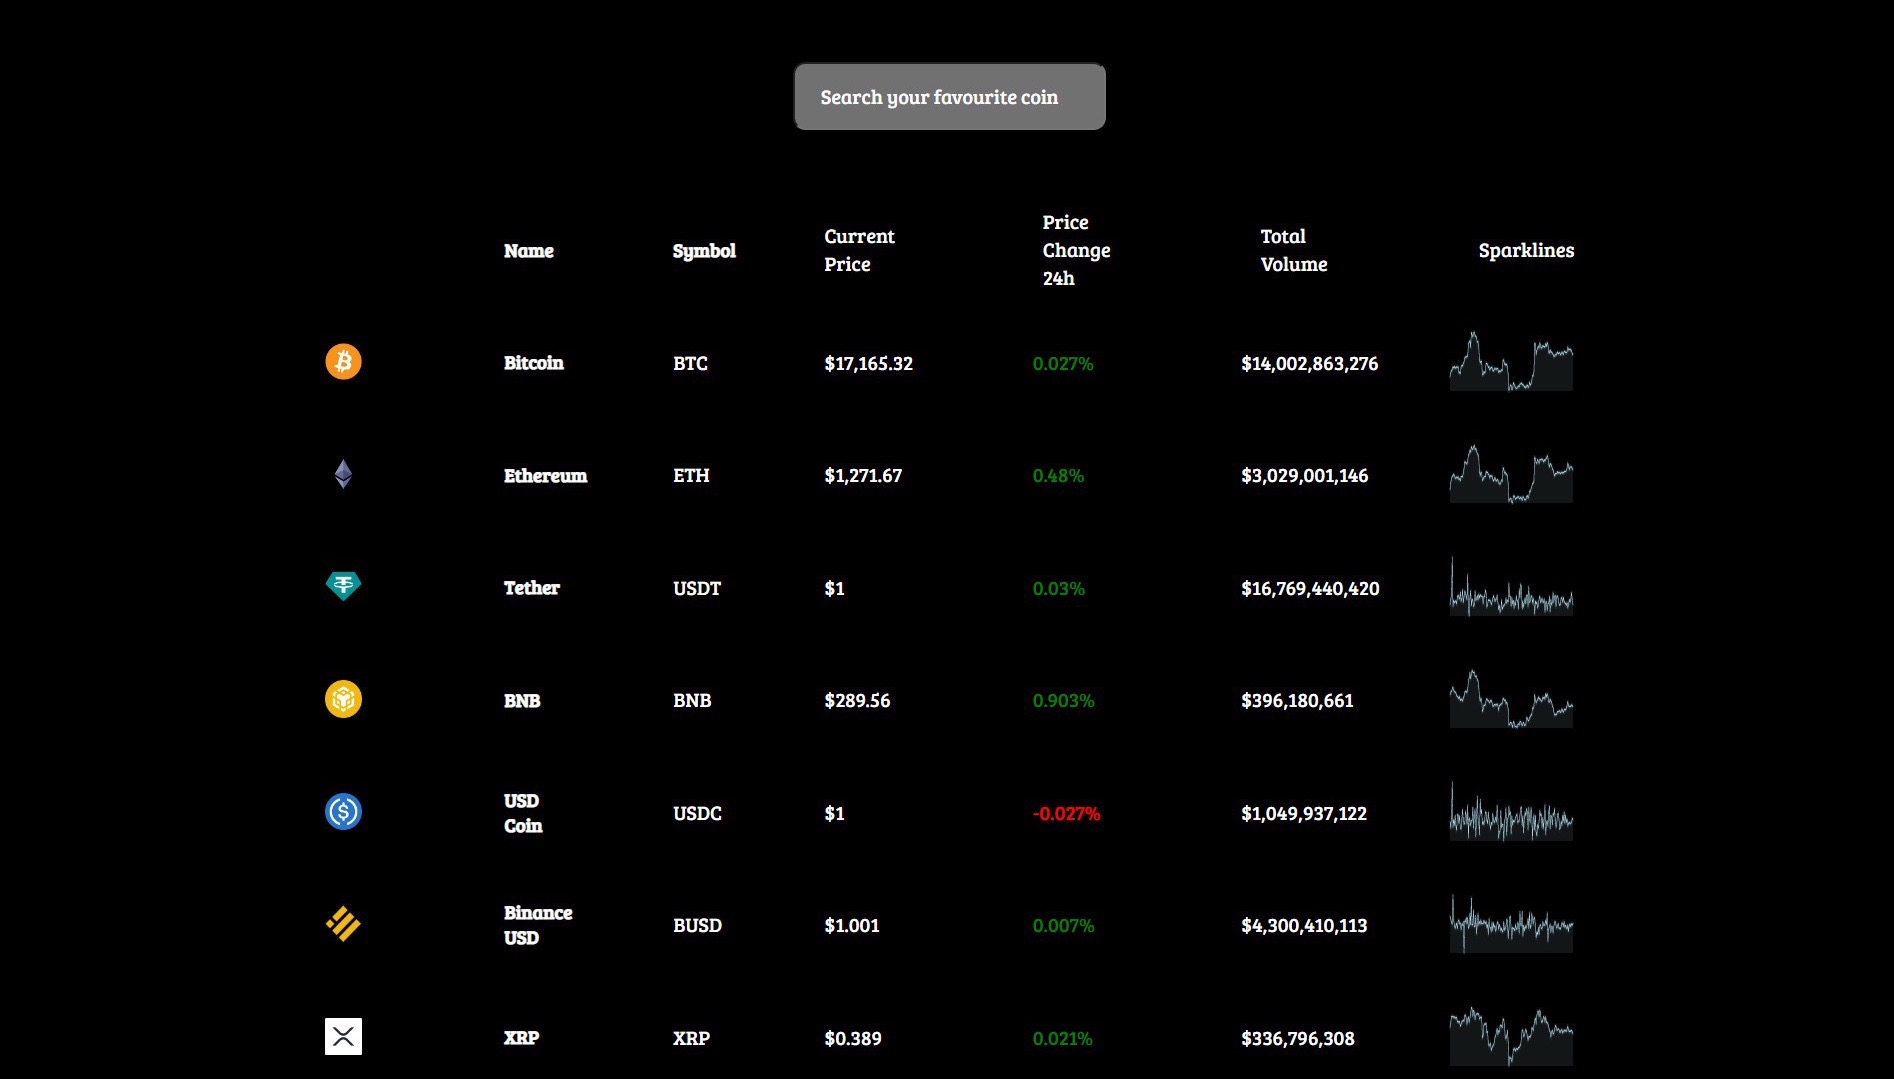 Search your favourite coin
Name Symbol Current Price Price Change 24h Total Volume Sparklines
Bitcoin BTC $17,165.32 0.027% $14,002,863,276
Ethereum ETH $1,271.67 0.48% $3,029,001,146
Tether USDT $1 0.03% $16,769,440,420
BNB BNB $289.56 0.903% $396,180,661
USD Coin USDC $1 -0.027% $1,049,937,122
Binance USD BUSD $1.001 0.007% $4,300,410,113
XRP XRP $0.389 0.021% $336,796,308